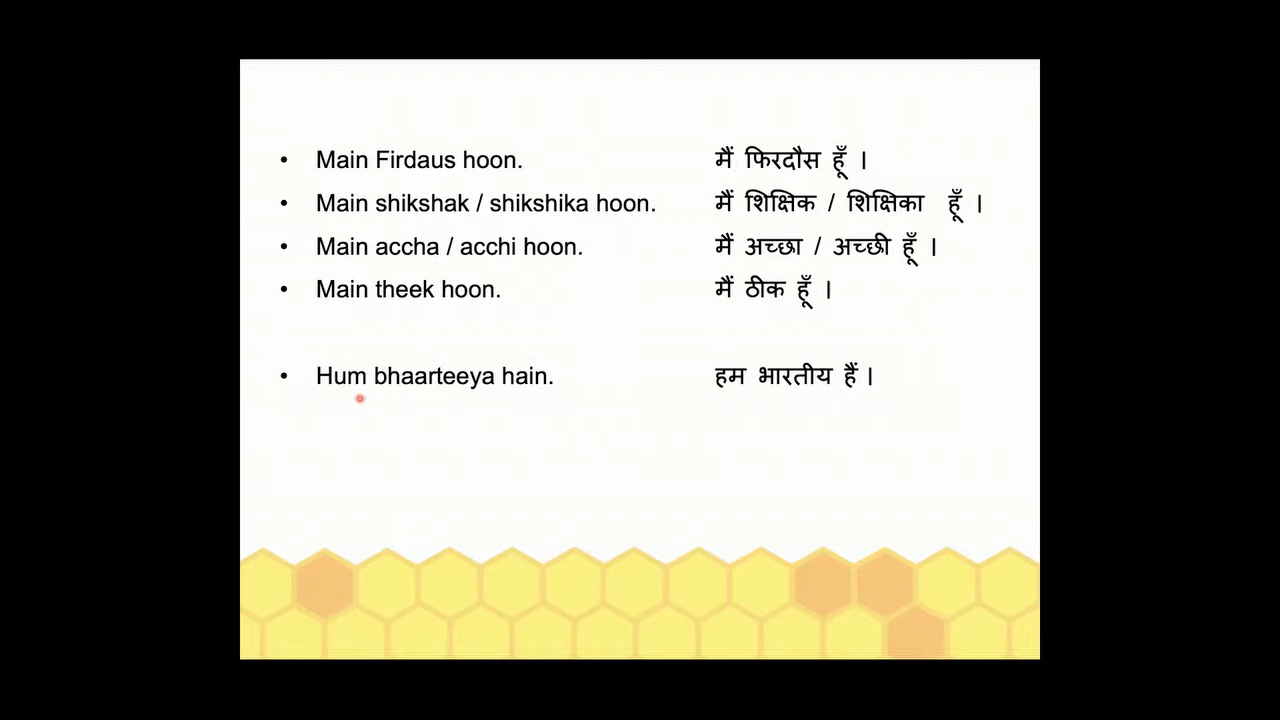 • Main Firdaus hoon. मैं फिरदौस हूँ ।
• Main shikshak / shikshika hoon. मैं शिक्षिक / शिक्षिका हूँ ।
• Main accha / acchi hoon. मैं अच्छा / अच्छी हूँ ।
• Main theek hoon. मैं ठीक हूँ ।
• Hum bhaarteeya hain. हम भारतीय हैं ।